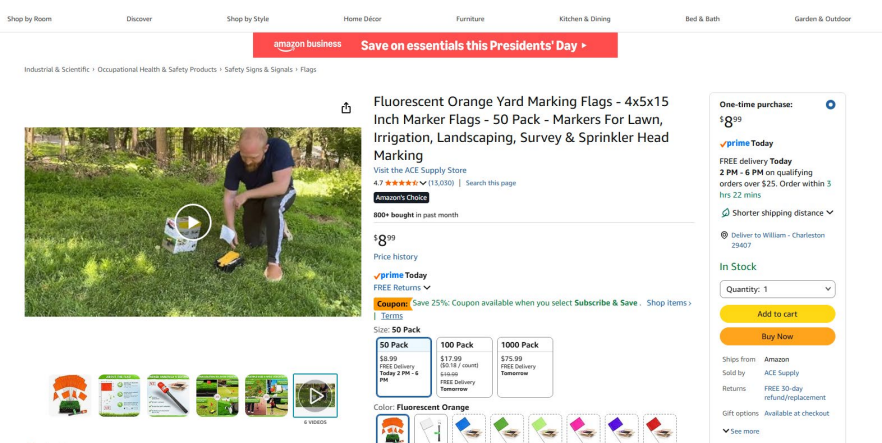 Shop by Room
Discover
Shop by Style
Home Décor
Furniture
Kitchen & Dining
Bed & Bath
Garden & Outdoor
amazon business Save on essentials this Presidents' Day ▸
Industrial & Scientific › Occupational Health & Safety Products › Safety Signs & Signals › Flags
Fluorescent Orange Yard Marking Flags - 4x5x15
Inch Marker Flags - 50 Pack - Markers For Lawn,
Irrigation, Landscaping, Survey & Sprinkler Head
Marking
Visit the ACE Supply Store
4.7 (13,030) | Search this page
Amazon's Choice
800+ bought in past month
$8 99
Price history
prime Today
FREE Returns
Coupon: Save 25%: Coupon available when you select Subscribe & Save . Shop items ›
| Terms
Size: 50 Pack
50 Pack
$8.99
FREE Delivery
Today 2 PM - 6
PM
100 Pack
$17.99
($0.18 / count)
$19.99
FREE Delivery
Tomorrow
1000 Pack
$75.99
FREE Delivery
Tomorrow
Color: Fluorescent Orange
6 VIDEOS
One-time purchase:
$8 99
prime Today
FREE delivery Today
2 PM - 6 PM on qualifying
orders over $25. Order within 3
hrs 22 mins
Shorter shipping distance
Deliver to William - Charleston
29407
In Stock
Quantity: 1
Add to cart
Buy Now
Ships from Amazon
Sold by ACE Supply
Returns FREE 30-day
refund/replacement
Gift options Available at checkout
See more